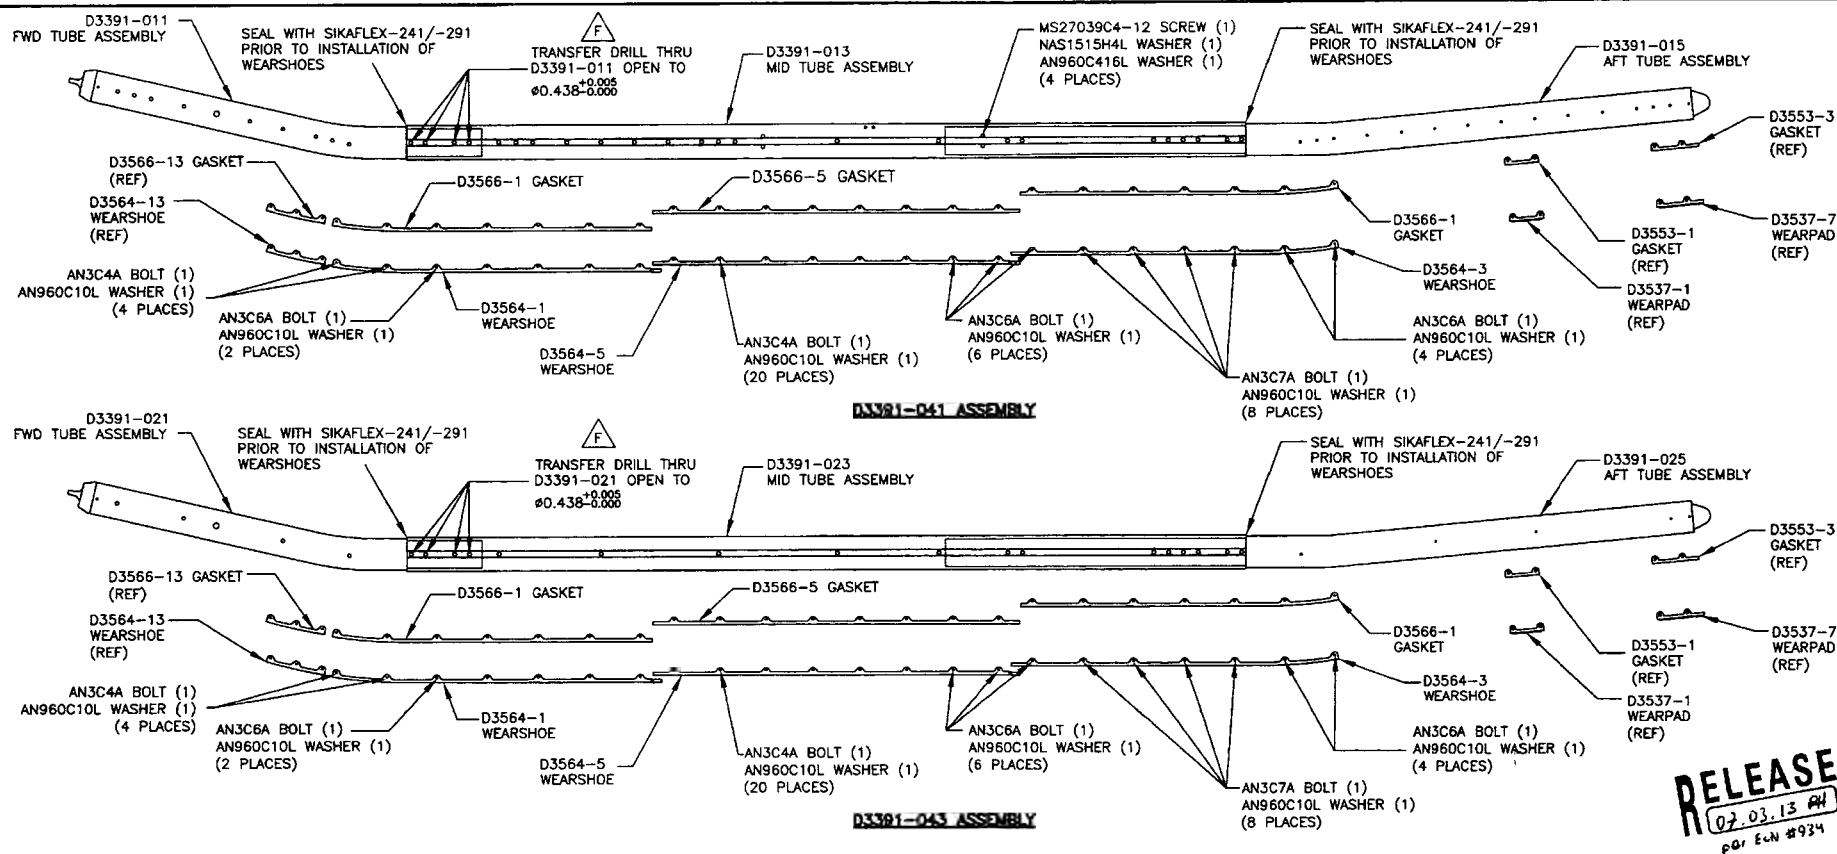 D3391-011
FWD TUBE ASSEMBLY
SEAL WITH SIKAFLEX-241/-291
PRIOR TO INSTALLATION OF
WEARSHOES
F
TRANSFER DRILL THRU
D3391-011 OPEN TO
ø0.438+0.005
-0.000
D3391-013
MID TUBE ASSEMBLY
MS27039C4-12 SCREW (1)
NAS1515H4L WASHER (1)
AN960C416L WASHER (1)
(4 PLACES)
SEAL WITH SIKAFLEX-241/-291
PRIOR TO INSTALLATION OF
WEARSHOES
D3391-015
AFT TUBE ASSEMBLY
D3553-3
GASKET
(REF)
D3566-13 GASKET
(REF)
D3566-1 GASKET
D3566-5 GASKET
D3564-13
WEARSHOE
(REF)
D3566-1
GASKET
D3553-1
GASKET
(REF)
D3537-7
WEARPAD
(REF)
AN3C4A BOLT (1)
AN960C10L WASHER (1)
(4 PLACES)
AN3C6A BOLT (1)
AN960C10L WASHER (1)
(2 PLACES)
D3564-1
WEARSHOE
D3564-5
WEARSHOE
AN3C4A BOLT (1)
AN960C10L WASHER (1)
(20 PLACES)
AN3C6A BOLT (1)
AN960C10L WASHER (1)
(6 PLACES)
D3564-3
WEARSHOE
D3537-1
WEARPAD
(REF)
AN3C6A BOLT (1)
AN960C10L WASHER (1)
(4 PLACES)
AN3C7A BOLT (1)
AN960C10L WASHER (1)
(8 PLACES)
D3391-041 ASSEMBLY
D3391-021
FWD TUBE ASSEMBLY
SEAL WITH SIKAFLEX-241/-291
PRIOR TO INSTALLATION OF
WEARSHOES
F
TRANSFER DRILL THRU
D3391-021 OPEN TO
ø0.438+0.005
-0.000
D3391-023
MID TUBE ASSEMBLY
SEAL WITH SIKAFLEX-241/-291
PRIOR TO INSTALLATION OF
WEARSHOES
D3391-025
AFT TUBE ASSEMBLY
D3553-3
GASKET
(REF)
D3566-13 GASKET
(REF)
D3566-1 GASKET
D3566-5 GASKET
D3564-13
WEARSHOE
(REF)
D3566-1
GASKET
D3553-1
GASKET
(REF)
D3537-7
WEARPAD
(REF)
AN3C4A BOLT (1)
AN960C10L WASHER (1)
(4 PLACES)
AN3C6A BOLT (1)
AN960C10L WASHER (1)
(2 PLACES)
D3564-1
WEARSHOE
D3564-5
WEARSHOE
AN3C4A BOLT (1)
AN960C10L WASHER (1)
(20 PLACES)
AN3C6A BOLT (1)
AN960C10L WASHER (1)
(6 PLACES)
D3564-3
WEARSHOE
D3537-1
WEARPAD
(REF)
AN3C6A BOLT (1)
AN960C10L WASHER (1)
(4 PLACES)
AN3C7A BOLT (1)
AN960C10L WASHER (1)
(8 PLACES)
D3391-043 ASSEMBLY
RELEASE
07.03.13
per ECN #934